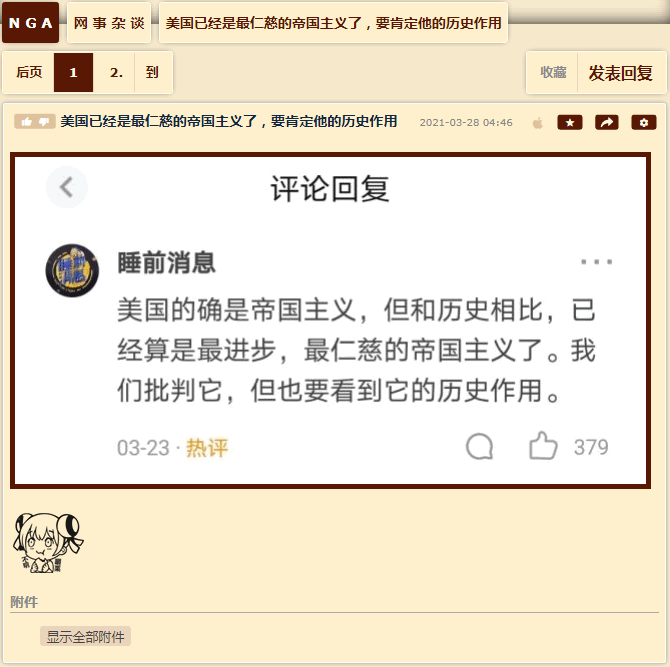 NGA 网事杂谈 美国已经是最仁慈的帝国主义了，要肯定他的历史作用
后页 1 2. 到 收藏 发表回复
美国已经是最仁慈的帝国主义了，要肯定他的历史作用 2021-03-28 04:46
评论回复
睡前消息
美国的确是帝国主义，但和历史相比，已
经算是最进步，最仁慈的帝国主义了。我
们批判它，但也要看到它的历史作用。
03-23 · 热评 379
附件
显示全部附件